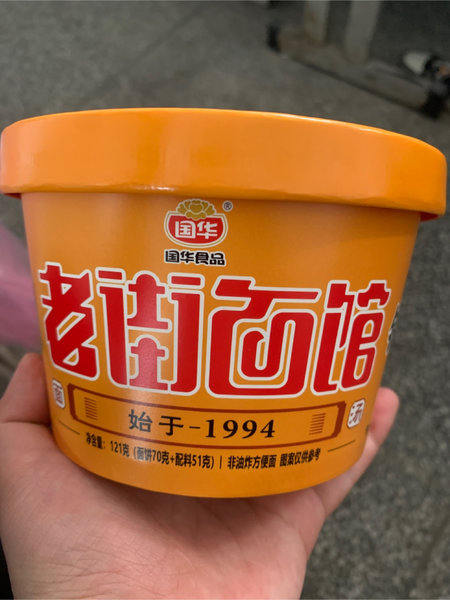 国华®
国华食品
老街面馆
面
汤
始于-1994
净含量：121克（面饼70克+配料51克）| 非油炸方便面 图案仅供参考